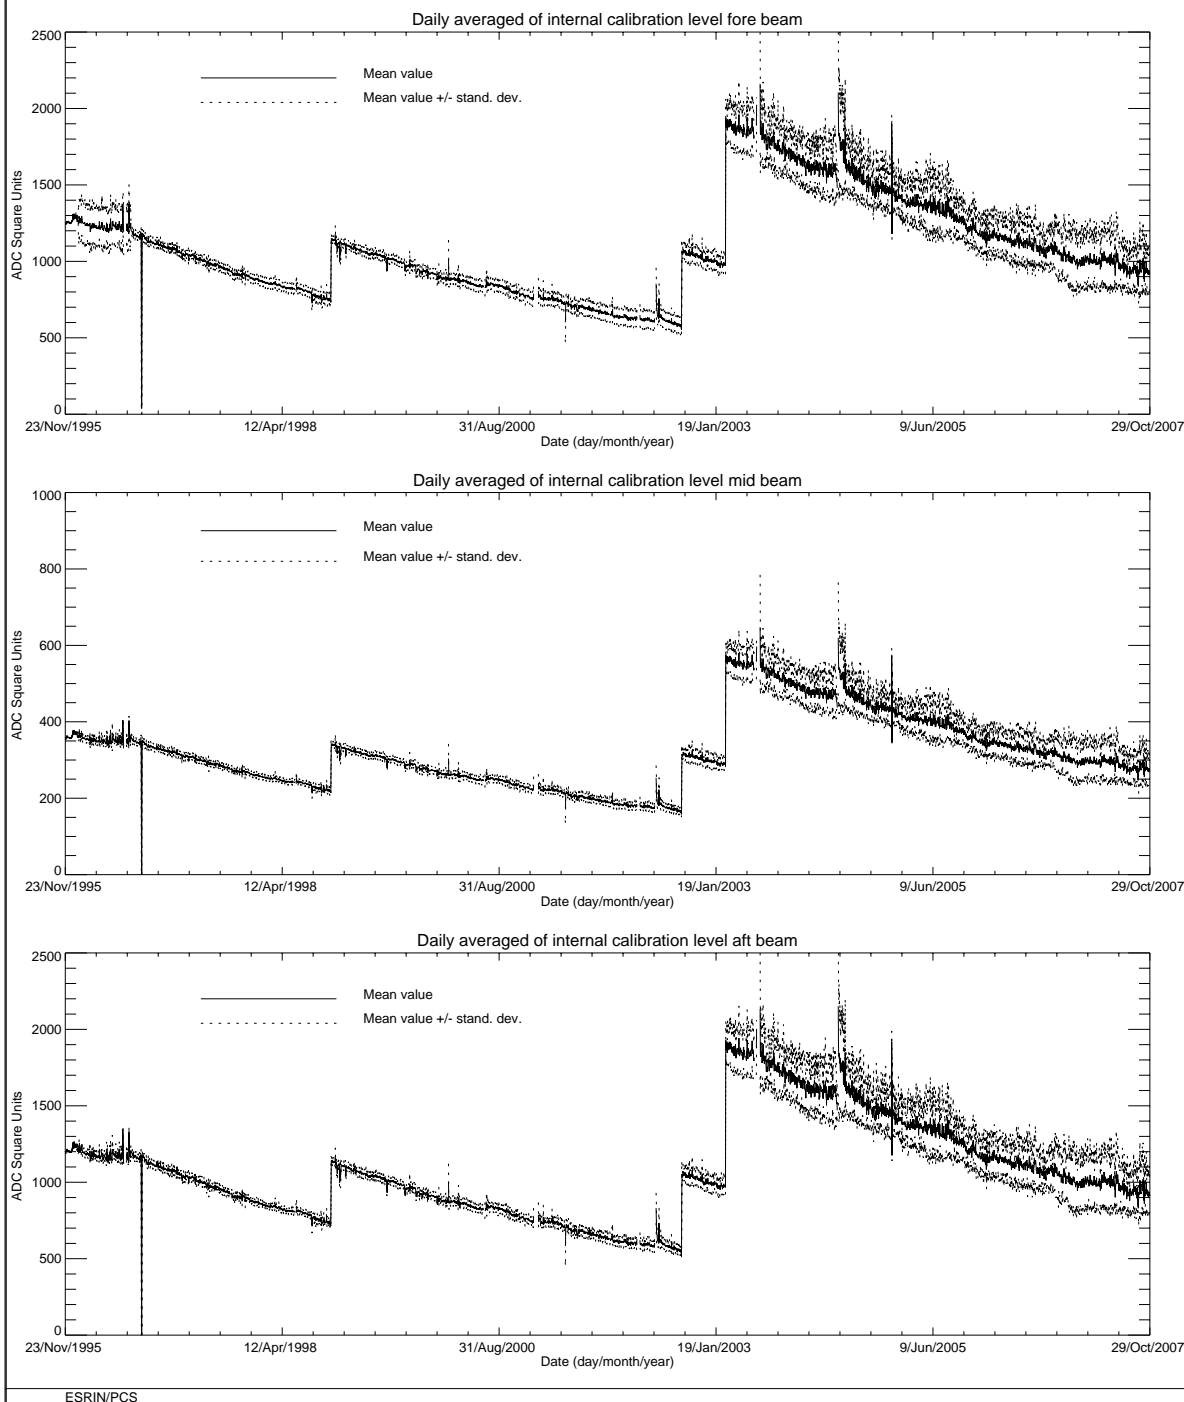 Daily averaged of internal calibration level fore beam
2500
2000
1500
1000
500
0
ADC Square Units
Mean value
Mean value +/- stand. dev.
23/Nov/1995 12/Apr/1998 31/Aug/2000 19/Jan/2003 9/Jun/2005 29/Oct/2007
Date (day/month/year)
Daily averaged of internal calibration level mid beam
1000
800
600
400
200
0
ADC Square Units
Mean value
Mean value +/- stand. dev.
23/Nov/1995 12/Apr/1998 31/Aug/2000 19/Jan/2003 9/Jun/2005 29/Oct/2007
Date (day/month/year)
Daily averaged of internal calibration level aft beam
2500
2000
1500
1000
500
0
ADC Square Units
Mean value
Mean value +/- stand. dev.
23/Nov/1995 12/Apr/1998 31/Aug/2000 19/Jan/2003 9/Jun/2005 29/Oct/2007
Date (day/month/year)
ESRIN/PCS